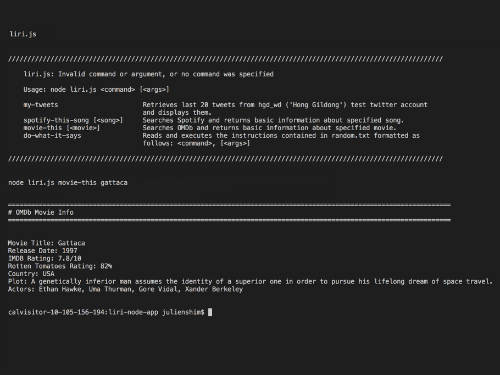 liri.js
////////////////////////////////////////////////////////////////////////////////////////////////////////////////////
liri.js: Invalid command or argument, or no command was specified
Usage: node liri.js <command> [<args>]
my-tweets Retrieves last 20 tweets from hgd_wd ('Hong Gildong') test twitter account
and displays them.
spotify-this-song [<song>] Searches Spotify and returns basic information about specified song.
movie-this [<movie>] Searches OMDb and returns basic information about specified movie.
do-what-it-says Reads and executes the instructions contained in random.txt formatted as
follows: <command>, [<args>]
////////////////////////////////////////////////////////////////////////////////////////////////////////////////////
node liri.js movie-this gattaca
======================================================================================================================
# OMDb Movie Info
======================================================================================================================
Movie Title: Gattaca
Release Date: 1997
IMDB Rating: 7.8/10
Rotten Tomatoes Rating: 82%
Country: USA
Plot: A genetically inferior man assumes the identity of a superior one in order to pursue his lifelong dream of space travel.
Actors: Ethan Hawke, Uma Thurman, Gore Vidal, Xander Berkeley
calvisitor-10-105-156-194:liri-node-app julienshim$